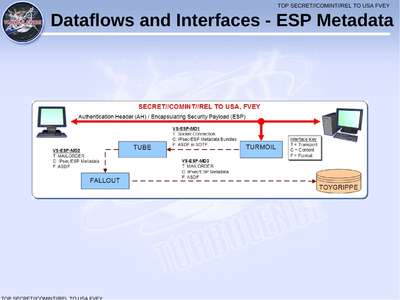 TOP SECRET//COMINT//REL TO USA FVEY
Dataflows and Interfaces - ESP Metadata
SECRET//COMINT//REL TO USA, FVEY
Authentication Header (AH) / Encapsulating Security Payload (ESP)
VS-ESP-MD1
T: Socket Connection
C: IPsec/ESP Metadata Bundles
F: ASDF in SOTF
Interface Key
T = Transport
C = Content
F = Format
TUBE
TURMOIL
VS-ESP-MD2
T: MAILORDER
C: IPsec ESP Metadata
F: ASDF
VS-ESP-MD3
T: MAILORDER
C: IPsec/ESP Metadata
F: ASDF
FALLOUT
TOYGRIPPE
TURBULENCE
TOP SECRET//COMINT//REL TO USA FVEY